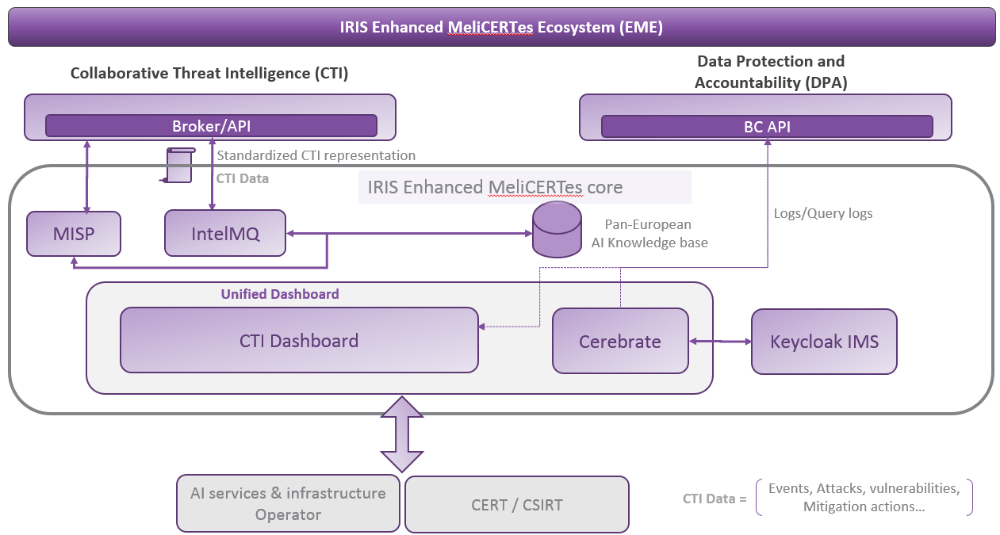 IRIS Enhanced MeliCERTes Ecosystem (EME)
Collaborative Threat Intelligence (CTI)
Data Protection and
Accountability (DPA)
Broker/API
BC API
Standardized CTI representation
CTI Data
IRIS Enhanced MeliCERTes core
MISP
IntelMQ
Pan-European
AI Knowledge base
Logs/Query logs
Unified Dashboard
CTI Dashboard
Cerebrate
Keycloak IMS
AI services & infrastructure
Operator
CERT / CSIRT
CTI Data =
Events, Attacks, vulnerabilities,
Mitigation actions...